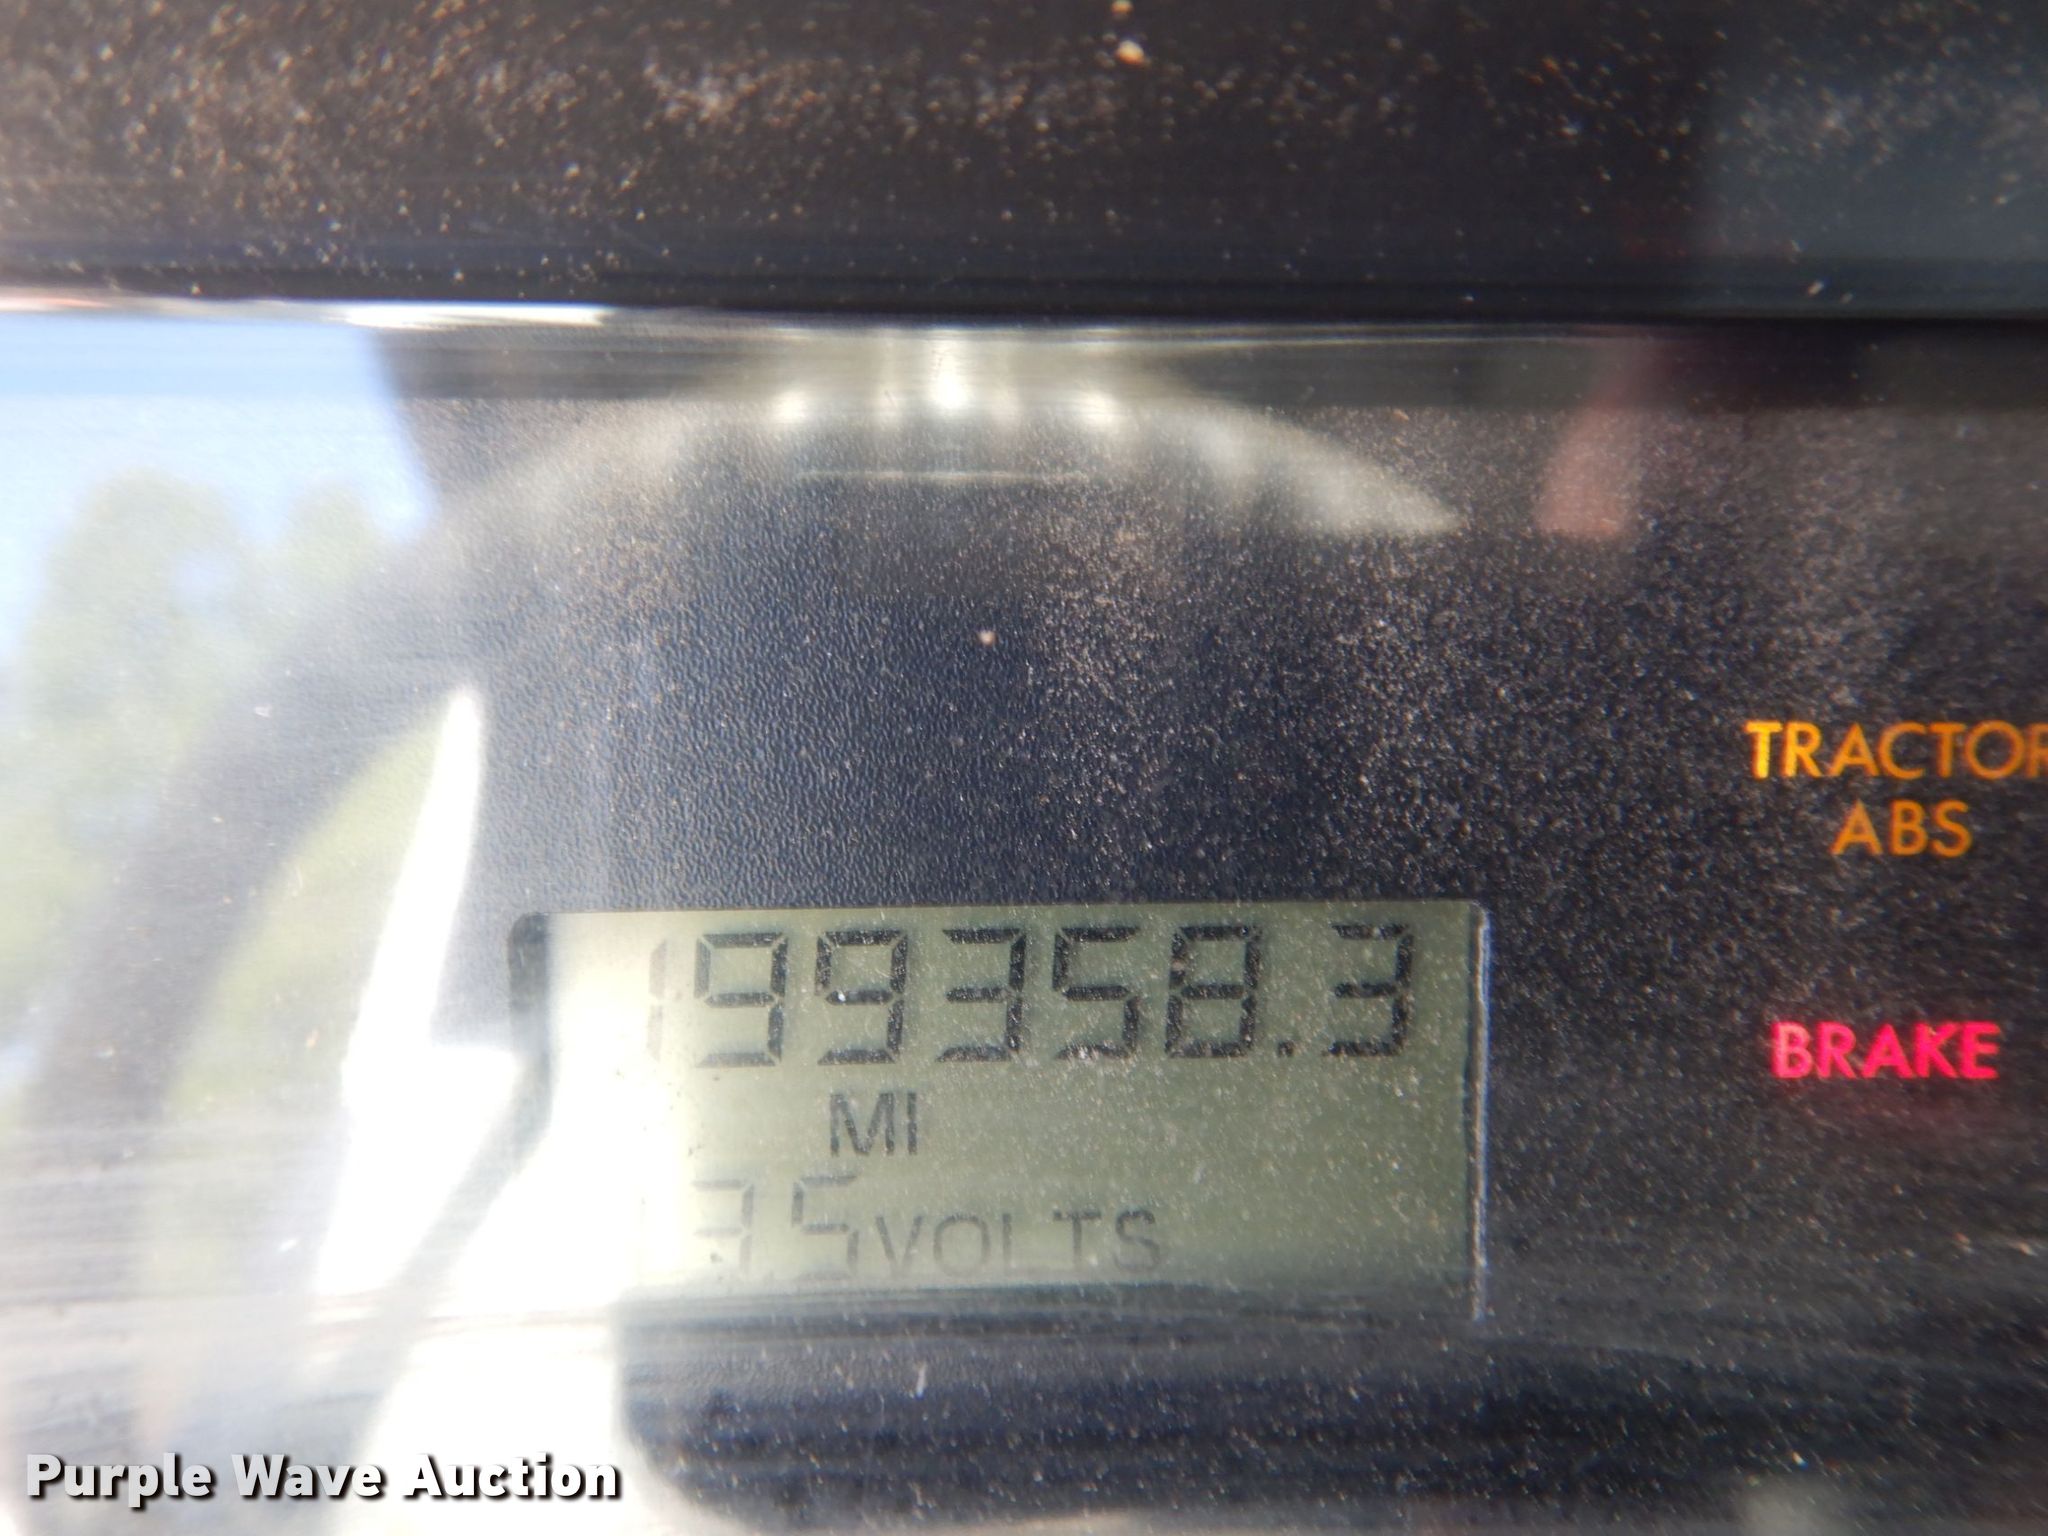 TRACTOR
ABS
199358.3
BRAKE
MI
VOLTS
Purple Wave Auction